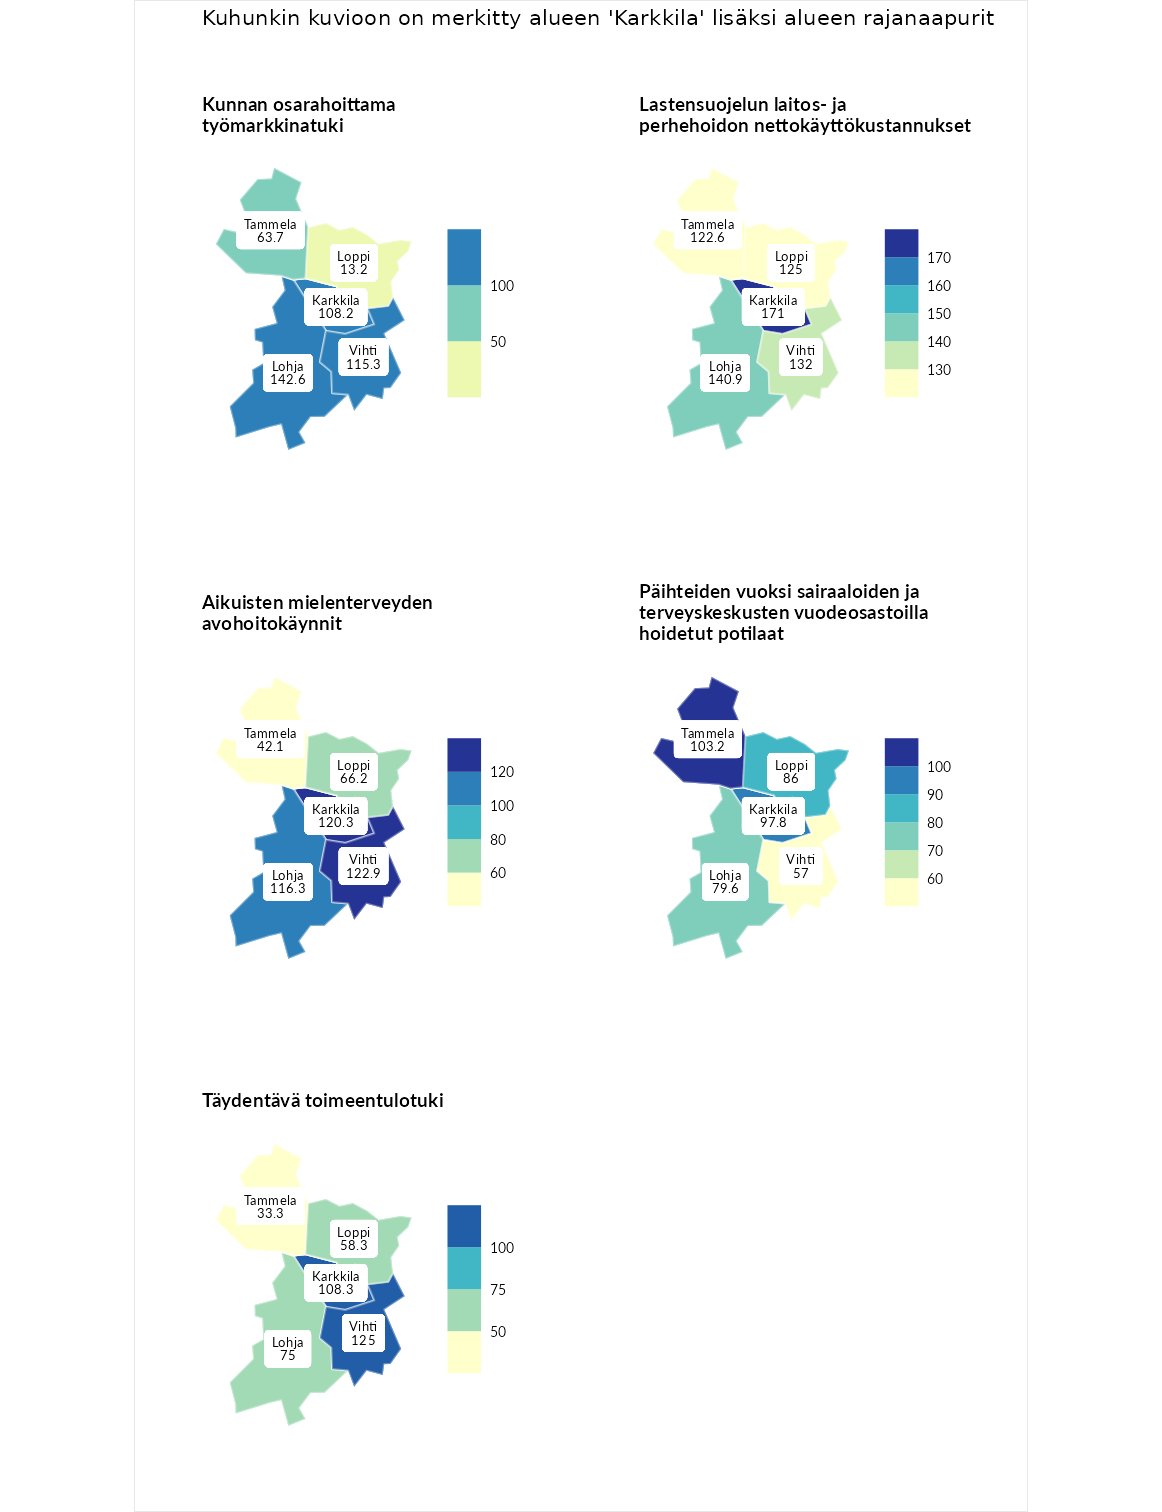 Kuhunkin kuvioon on merkitty alueen 'Karkkila' lisäksi alueen rajanaapurit
Kunnan osarahoittama
työmarkkinatuki
Tammela
63.7
Loppi
13.2
Karkkila
108.2
Vihti
115.3
Lohja
142.6
100
50
Lastensuojelun laitos- ja
perhehoidon nettokäyttökustannukset
Tammela
122.6
Loppi
125
Karkkila
171
Vihti
132
Lohja
140.9
170
160
150
140
130
Aikuisten mielenterveyden
avohoitokäynnit
Tammela
42.1
Loppi
66.2
Karkkila
120.3
Vihti
122.9
Lohja
116.3
120
100
80
60
Päihteiden vuoksi sairaaloiden ja
terveyskeskusten vuodeosastoilla
hoidetut potilaat
Tammela
103.2
Loppi
86
Karkkila
97.8
Vihti
57
Lohja
79.6
100
90
80
70
60
Täydentävä toimeentulotuki
Tammela
33.3
Loppi
58.3
Karkkila
108.3
Vihti
125
Lohja
75
100
75
50